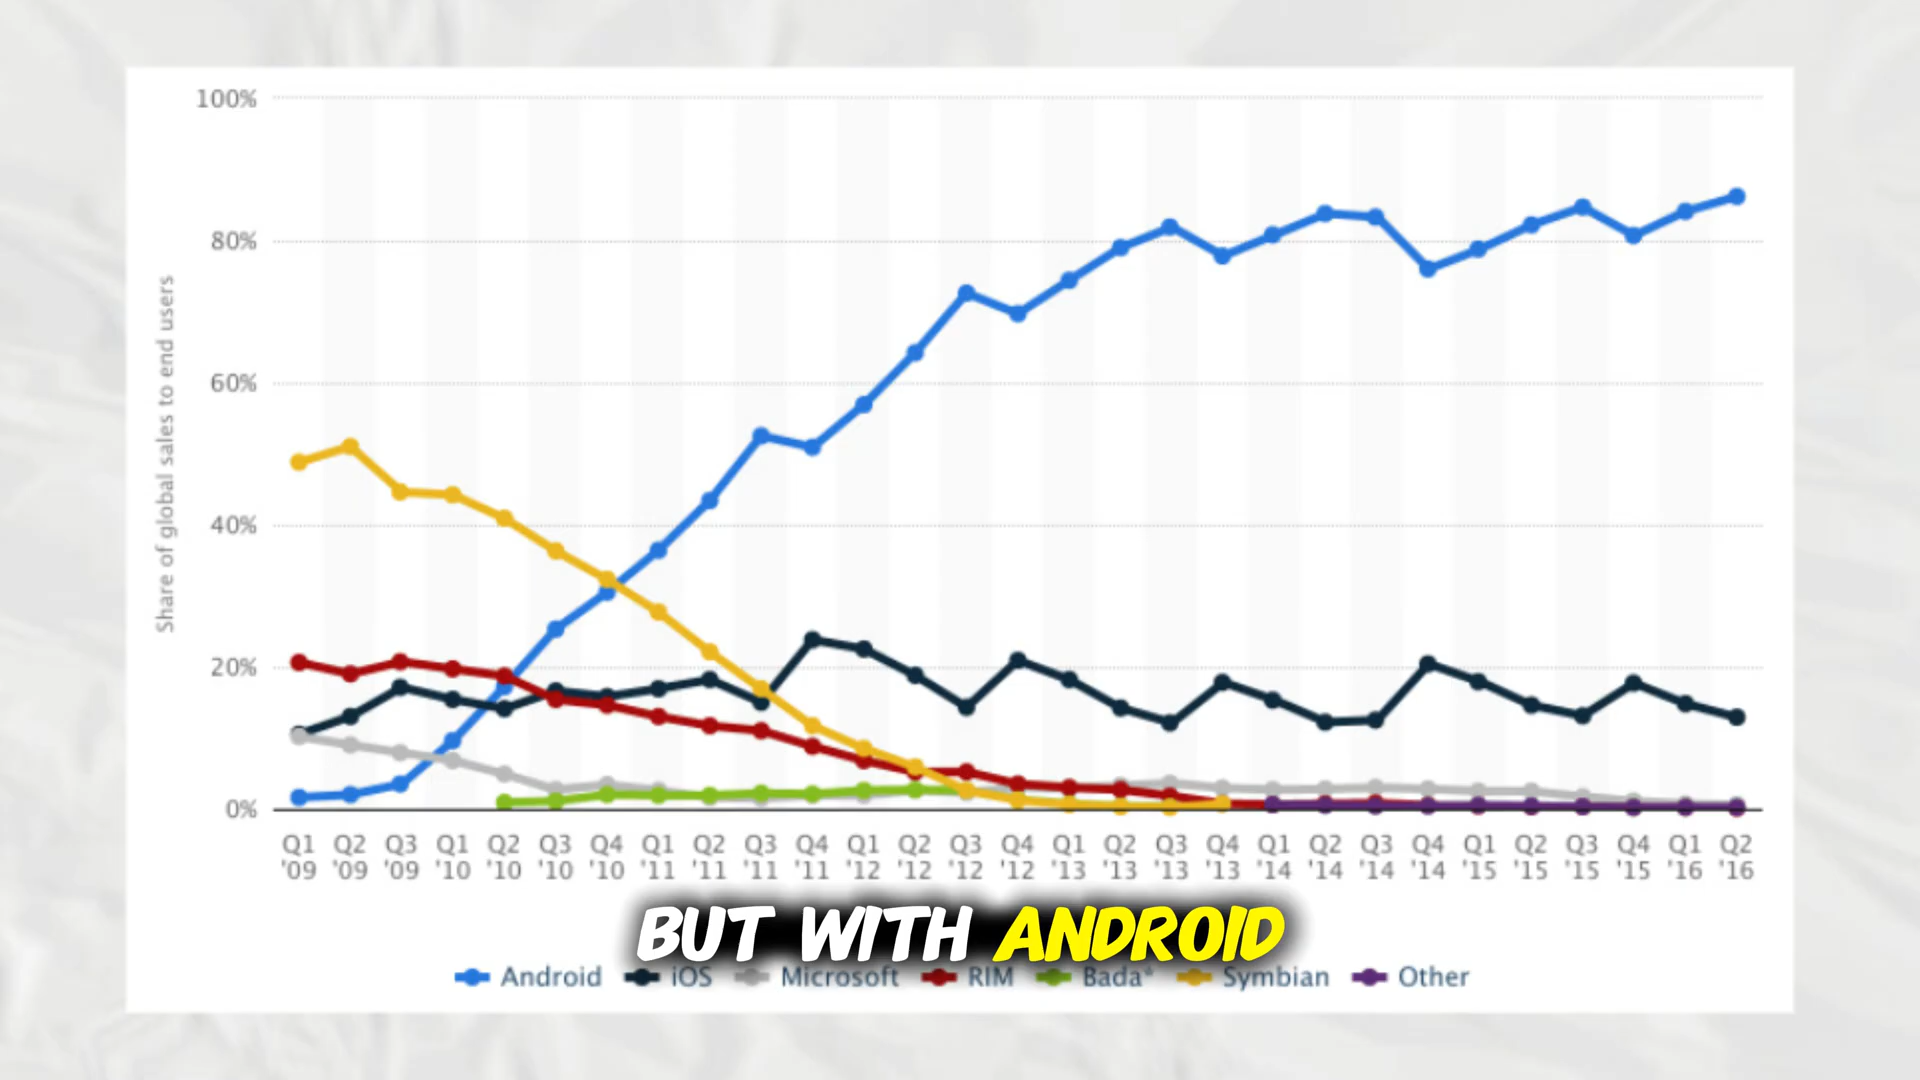 100%
80%
60%
40%
20%
0%
Share of global sales to end users
Q1 '09
Q2 '09
Q3 '09
Q1 '10
Q2 '10
Q3 '10
Q4 '10
Q1 '11
Q2 '11
Q3 '11
Q4 '11
Q1 '12
Q2 '12
Q3 '12
Q4 '12
Q1 '13
Q2 '13
Q3 '13
Q4 '13
Q1 '14
Q2 '14
Q3 '14
Q4 '14
Q1 '15
Q2 '15
Q3 '15
Q4 '15
Q1 '16
Q2 '16
BUT WITH ANDROID
Android iOS Microsoft RIM Bada* Symbian Other